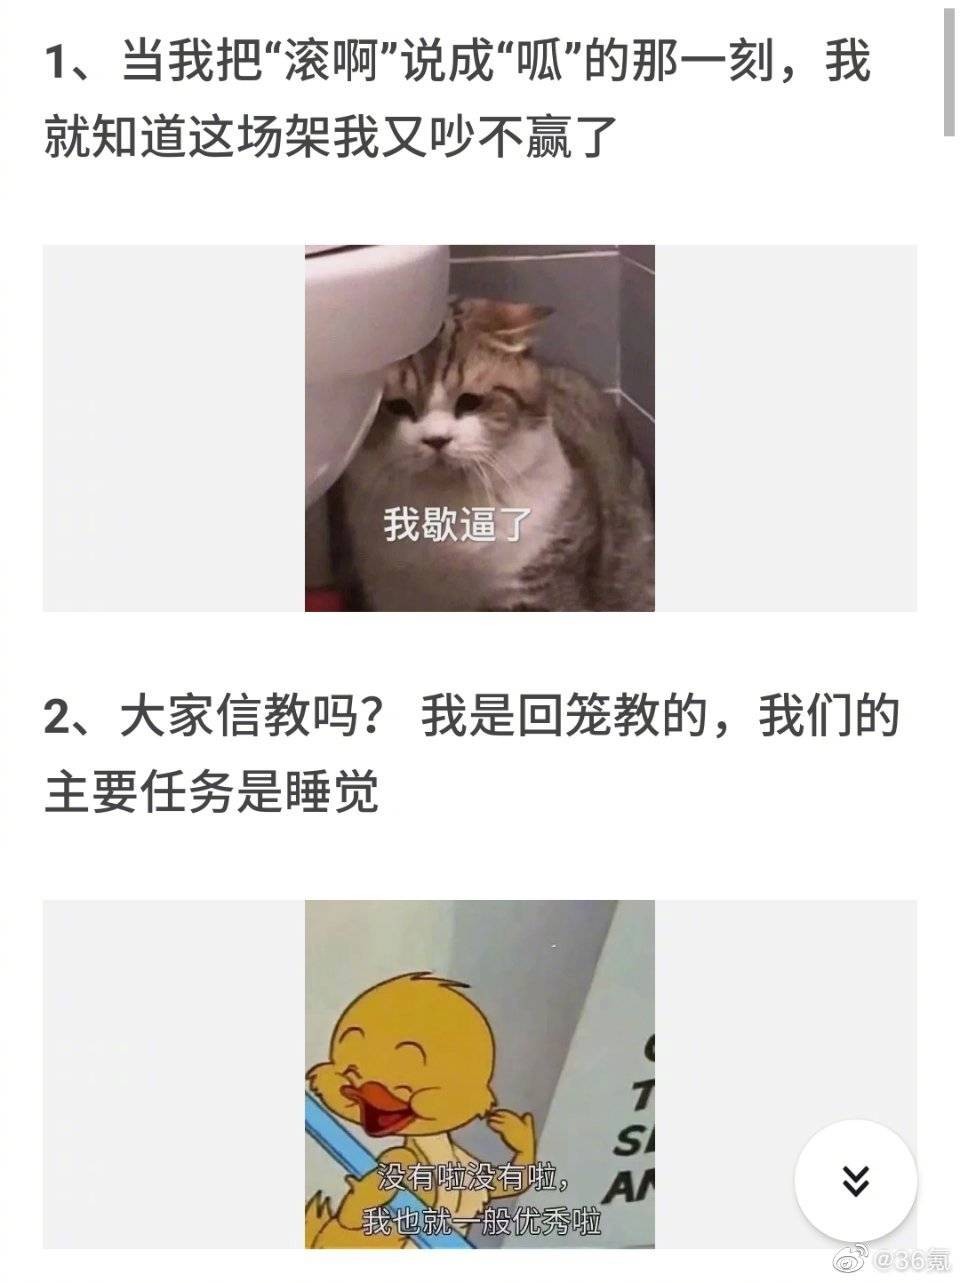 1、当我把“滚啊”说成“呱”的那一刻，我
就知道这场架我又吵不赢了
我歇逼了
2、大家信教吗？ 我是回笼教的，我们的
主要任务是睡觉
T
S
AN
没有啦没有啦，
我也就一般优秀啦
@36氪